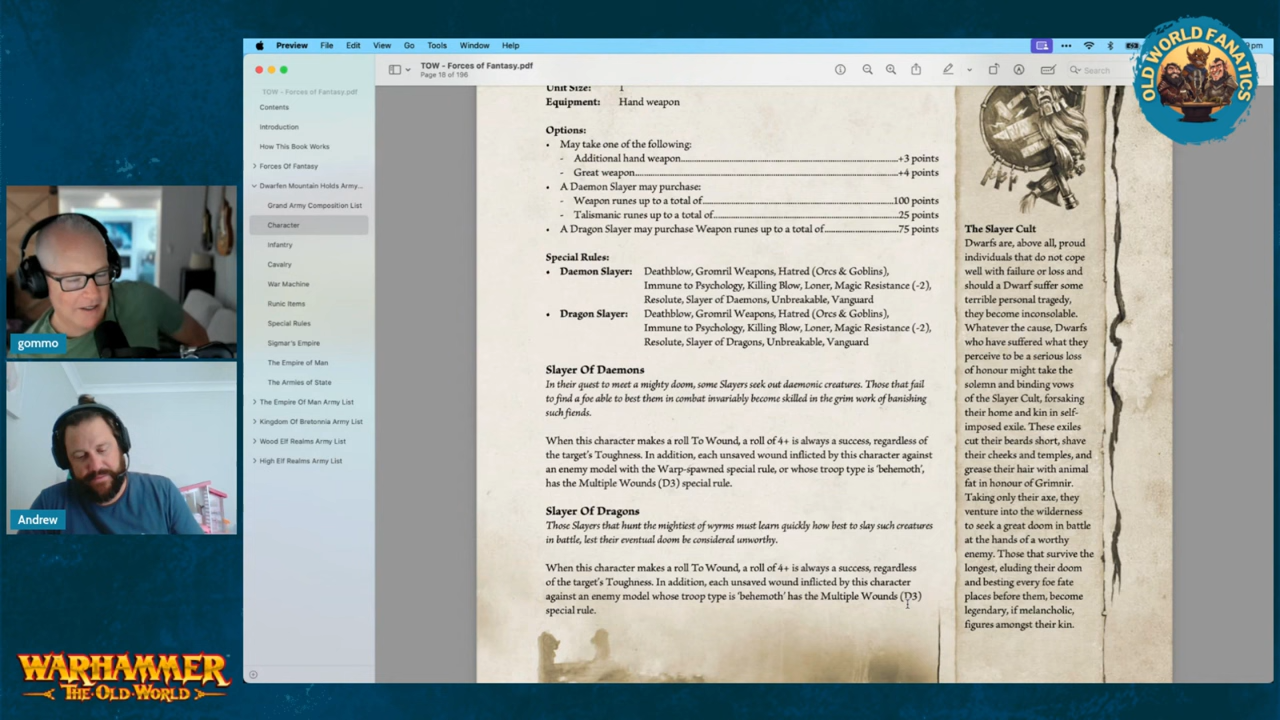 Preview File Edit View Go Tools Window Help
pm
OLD WORLD FANATICS
TOW - Forces of Fantasy.pdf
Page 18 of 196
Search
TOW - Forces of Fantasy.pdf
Contents
Introduction
How This Book Works
Forces Of Fantasy
Dwarfen Mountain Holds Army...
Grand Army Composition List
Character
Infantry
Cavalry
War Machine
Runic Items
Special Rules
Sigmar's Empire
The Empire of Man
The Armies of State
The Empire Of Man Army List
Kingdom Of Bretonnia Army List
Wood Elf Realms Army List
High Elf Realms Army List
Unit Size: 1
Equipment: Hand weapon
Options:
• May take one of the following:
- Additional hand weapon....+3 points
- Great weapon....+4 points
• A Daemon Slayer may purchase:
- Weapon runes up to a total of....100 points
- Talismanic runes up to a total of....25 points
• A Dragon Slayer may purchase Weapon runes up to a total of....75 points
Special Rules:
• Daemon Slayer: Deathblow, Gromril Weapons, Hatred (Orcs & Goblins),
Immune to Psychology, Killing Blow, Loner, Magic Resistance (-2),
Resolute, Slayer of Daemons, Unbreakable, Vanguard
• Dragon Slayer: Deathblow, Gromril Weapons, Hatred (Orcs & Goblins),
Immune to Psychology, Killing Blow, Loner, Magic Resistance (-2),
Resolute, Slayer of Dragons, Unbreakable, Vanguard
Slayer Of Daemons
In their quest to meet a mighty doom, some Slayers seek out daemonic creatures. Those that fail
to find a foe able to best them in combat invariably become skilled in the grim work of banishing
such fiends.
When this character makes a roll To Wound, a roll of 4+ is always a success, regardless of
the target's Toughness. In addition, each unsaved wound inflicted by this character against
an enemy model with the Warp-spawned special rule, or whose troop type is 'behemoth',
has the Multiple Wounds (D3) special rule.
Slayer Of Dragons
Those Slayers that hunt the mightiest of wyrms must learn quickly how best to slay such creatures
in battle, lest their eventual doom be considered unworthy.
When this character makes a roll To Wound, a roll of 4+ is always a success, regardless
of the target's Toughness. In addition, each unsaved wound inflicted by this character
against an enemy model whose troop type is 'behemoth' has the Multiple Wounds (D3)
special rule.
The Slayer Cult
Dwarfs are, above all, proud
individuals that do not cope
well with failure or loss and
should a Dwarf suffer some
terrible personal tragedy,
they become inconsolable.
Whatever the cause, Dwarfs
who have suffered what they
perceive to be a serious loss
of honour might take the
solemn and binding vows
of the Slayer Cult, forsaking
their home and kin in self-
imposed exile. These exiles
cut their beards short, shave
their cheeks and temples, and
grease their hair with animal
fat in honour of Grimnir.
Taking only their axe, they
venture into the wilderness
to seek a great doom in battle
at the hands of a worthy
enemy. Those that survive the
longest, eluding their doom
and besting every foe fate
places before them, become
legendary, if melancholic,
figures amongst their kin.
gommo
Andrew
WARHAMMER
THE·OLD·WORLD